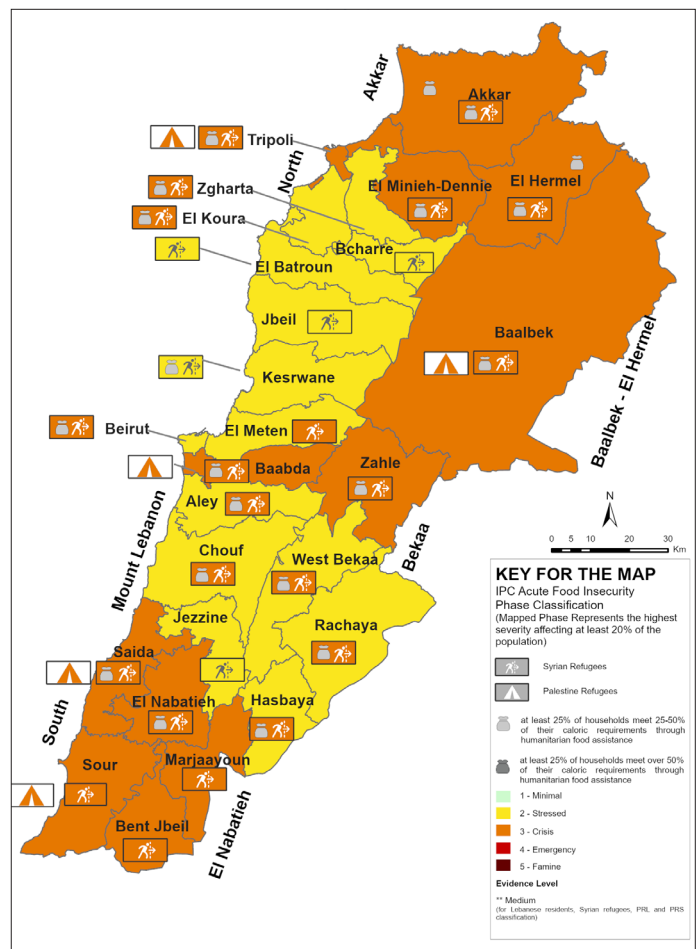 Akkar
Akkar
Tripoli
North
Zgharta
El Minieh-Dennie
El Hermel
El Koura
Bcharre
El Batroun
Jbeil
Baalbek
Kesrwane
Baalbek - El Hermel
Beirut
El Meten
Baabda
Zahle
Aley
Mount Lebanon
Chouf
West Bekaa
Bekaa
Jezzine
Rachaya
Saida
El Nabatieh
Hasbaya
South
Sour
Marjaayoun
Bent Jbeil
El Nabatieh
N
0 5 10 20 30
Km
KEY FOR THE MAP
IPC Acute Food Insecurity
Phase Classification
(Mapped Phase Represents the highest
severity affecting at least 20% of the
population)
Syrian Refugees
Palestine Refugees
at least 25% of households meet 25-50%
of their caloric requirements through
humanitarian food assistance
at least 25% of households meet over 50%
of their caloric requirements through
humanitarian food assistance
1 - Minimal
2 - Stressed
3 - Crisis
4 - Emergency
5 - Famine
Evidence Level
** Medium
(for Lebanese residents, Syrian refugees, PRL and PRS
classification)